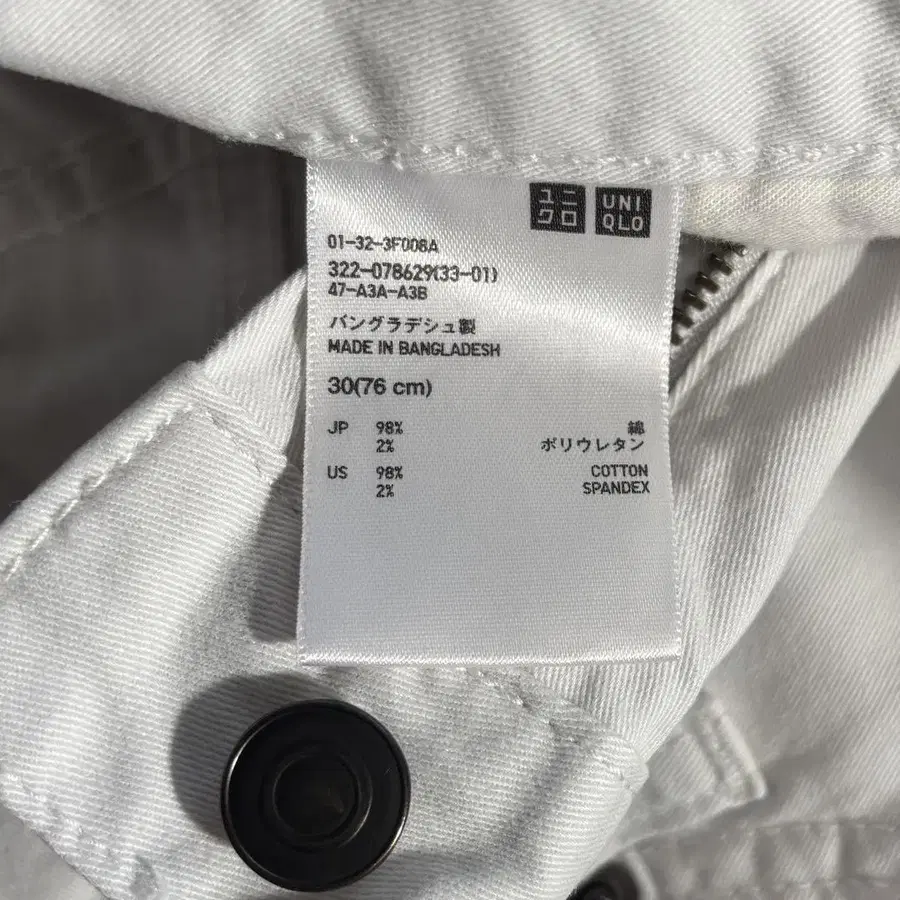 ユニ
クロ
UNI
QLO
01-32-3F008A
322-078629(33-01)
47-A3A-A3B
バングラデシュ製
MADE IN BANGLADESH
30(76 cm)
JP 98% 綿
2% ポリウレタン
US 98% COTTON
2% SPANDEX